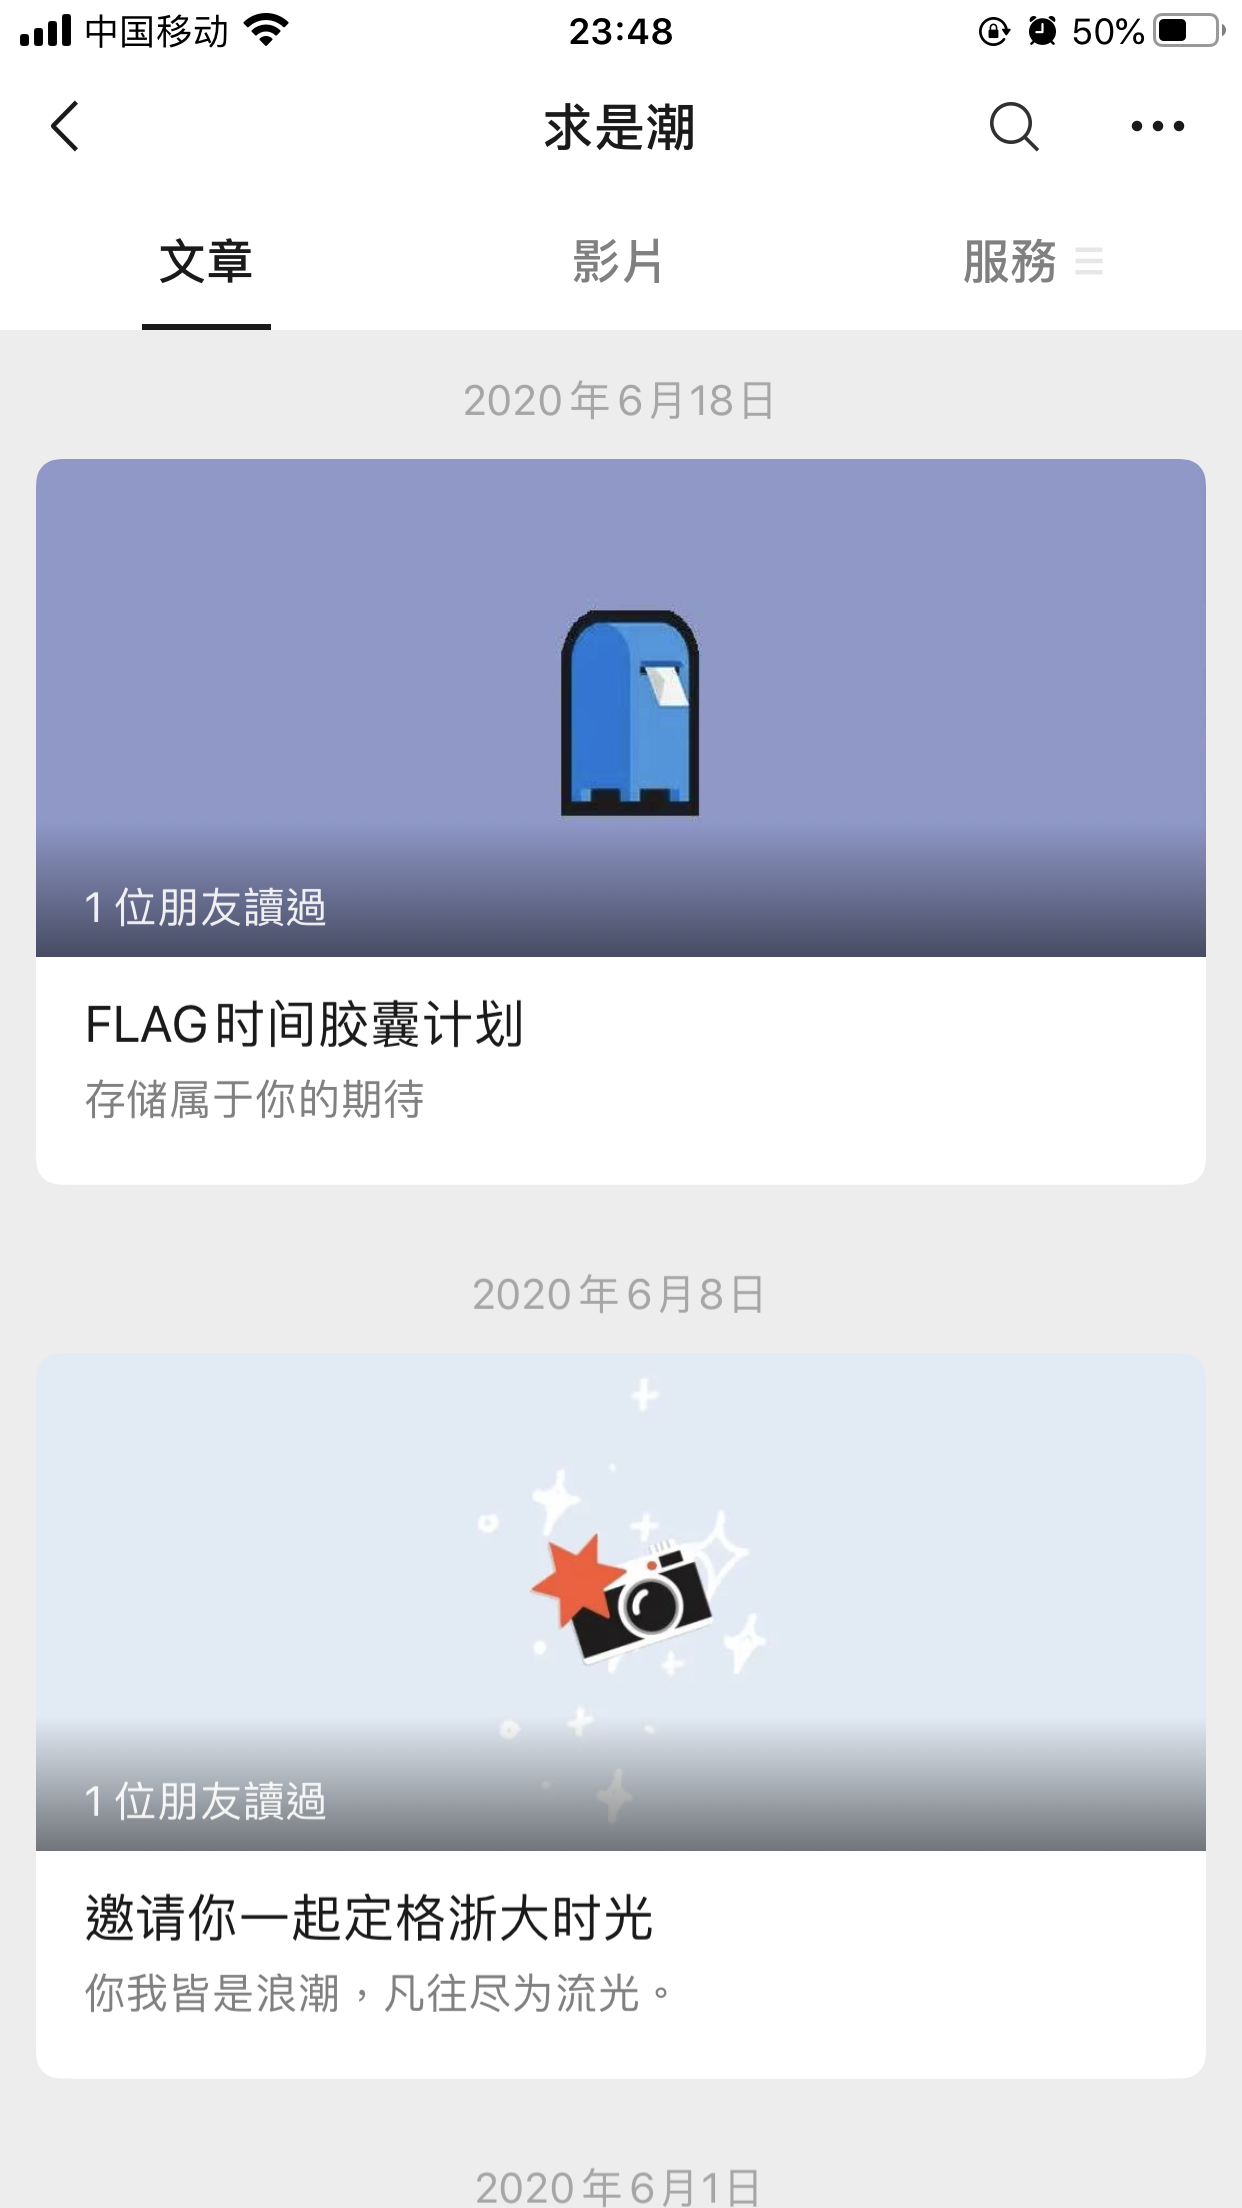 中国移动 23:48 50%
求是潮
文章 影片 服務
2020年6月18日
1 位朋友讀過
FLAG时间胶囊计划
存储属于你的期待
2020年6月8日
1 位朋友讀過
邀请你一起定格浙大时光
你我皆是浪潮，凡往尽为流光。
2020年6月1日